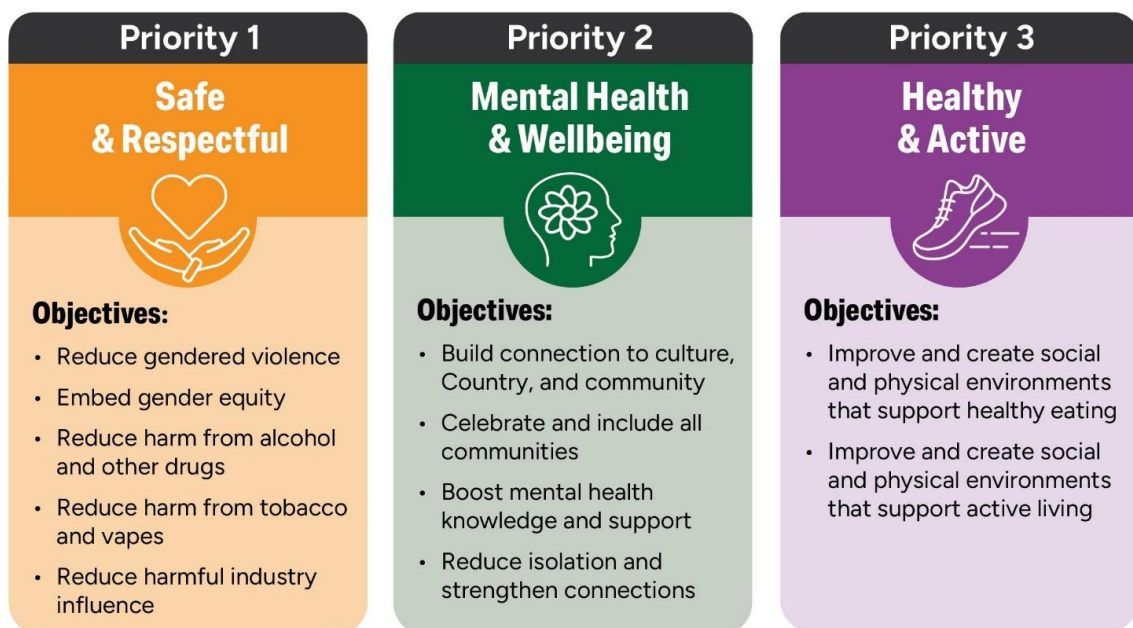 Priority 1
Safe
& Respectful
Objectives:
• Reduce gendered violence
• Embed gender equity
• Reduce harm from alcohol
and other drugs
• Reduce harm from tobacco
and vapes
• Reduce harmful industry
influence
Priority 2
Mental Health
& Wellbeing
Objectives:
• Build connection to culture,
Country, and community
• Celebrate and include all
communities
• Boost mental health
knowledge and support
• Reduce isolation and
strengthen connections
Priority 3
Healthy
& Active
Objectives:
• Improve and create social
and physical environments
that support healthy eating
• Improve and create social
and physical environments
that support active living